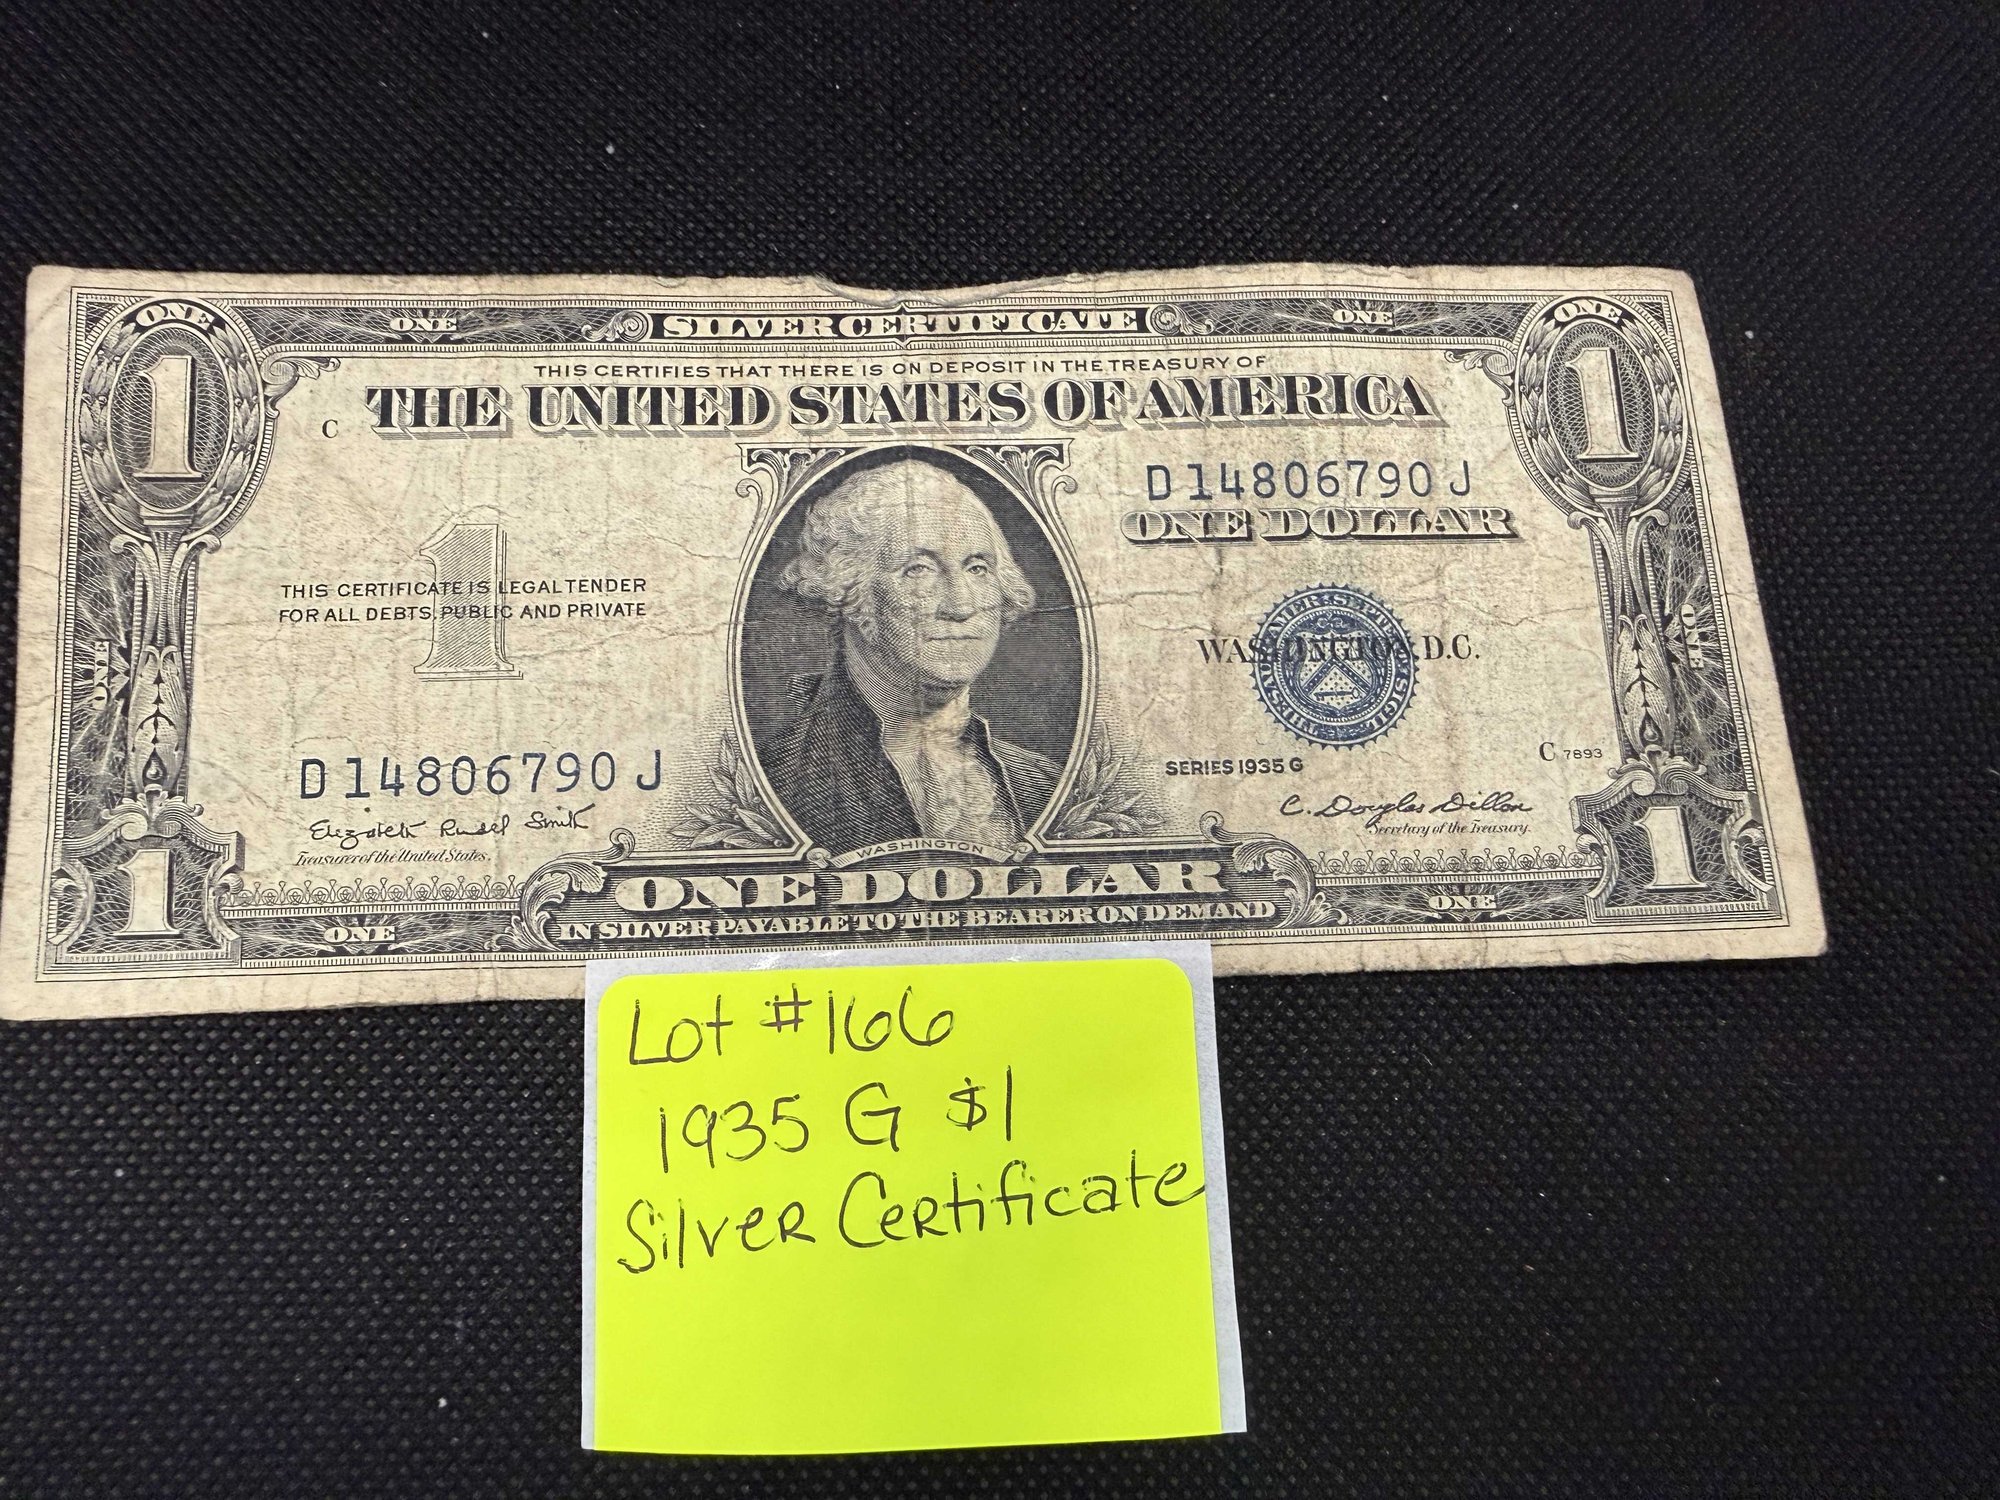 ONE ONE SILVER CERTIFICATE ONE ONE
1 1
THIS CERTIFIES THAT THERE IS ON DEPOSIT IN THE TREASURY OF
C THE UNITED STATES OF AMERICA
D 14806790 J
ONE DOLLAR
1
THIS CERTIFICATE IS LEGAL TENDER
FOR ALL DEBTS, PUBLIC AND PRIVATE
WASHINGTON, D.C.
ONE ONE
SERIES 1935 G C 7893
D 14806790 J
Elizabeth Rudel Smith
Treasurer of the United States.
C. Douglas Dillon
Secretary of the Treasury.
WASHINGTON
1 ONE DOLLAR 1
ONE IN SILVER PAYABLE TO THE BEARER ON DEMAND ONE
Lot #166
1935 G $1
Silver Certificate